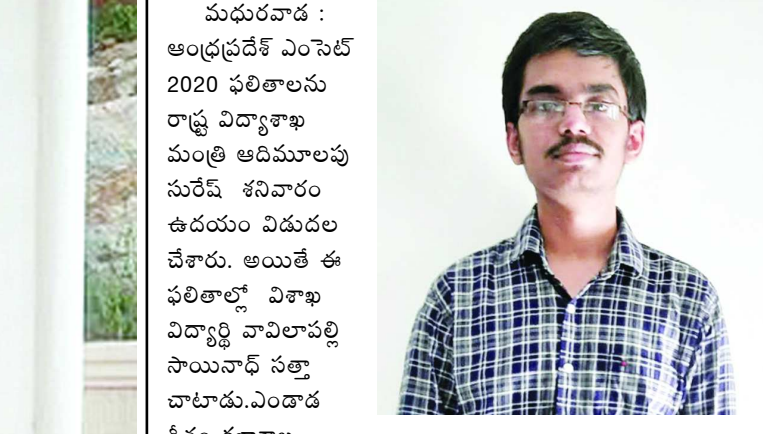 మధురవాడ :
ఆంధ్రప్రదేశ్ ఎంసెట్
2020 ఫలితాలను
రాష్ట్ర విద్యాశాఖ
మంత్రి ఆదిమూలపు
సురేష్ శనివారం
ఉదయం విడుదల
చేశారు. అయితే ఈ
ఫలితాల్లో విశాఖ
విద్యార్థి వావిలాపల్లి
సాయినాధ్ సత్తా
చాటాడు.ఎండాడ